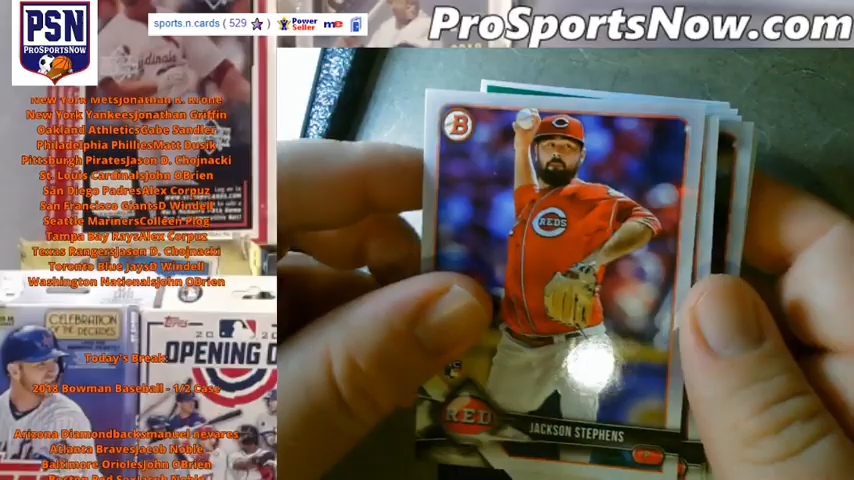 PSN
PROSPORTSNOW
sports.n.cards ( 529 )
Power Seller
me
ProSportsNow.com
New York MetsJonathan R. Krone
New York YankeesJonathan Griffin
Oakland AthleticsGabe Sandler
Philadelphia PhilliesMatt Dusik
Pittsburgh PiratesJason D. Chojnacki
St. Louis CardinalsJohn OBrien
San Diego PadresAlex Corpuz
San Francisco GiantsD Windell
Seattle MarinersColleen Plog
Tampa Bay RaysAlex Corpuz
Texas RangersJason D. Chojnacki
Toronto Blue JaysD Windell
Washington NationalsJohn OBrien
CELEBRATION
OF THE DECADES
TOPPS
OPENING D
Today's Break
2018 Bowman Baseball - 1/2 Case
Arizona Diamondbacksmanuel nevares
Atlanta BravesJacob Noble
Baltimore OriolesJohn OBrien
B
REDS
REDS
JACKSON STEPHENS